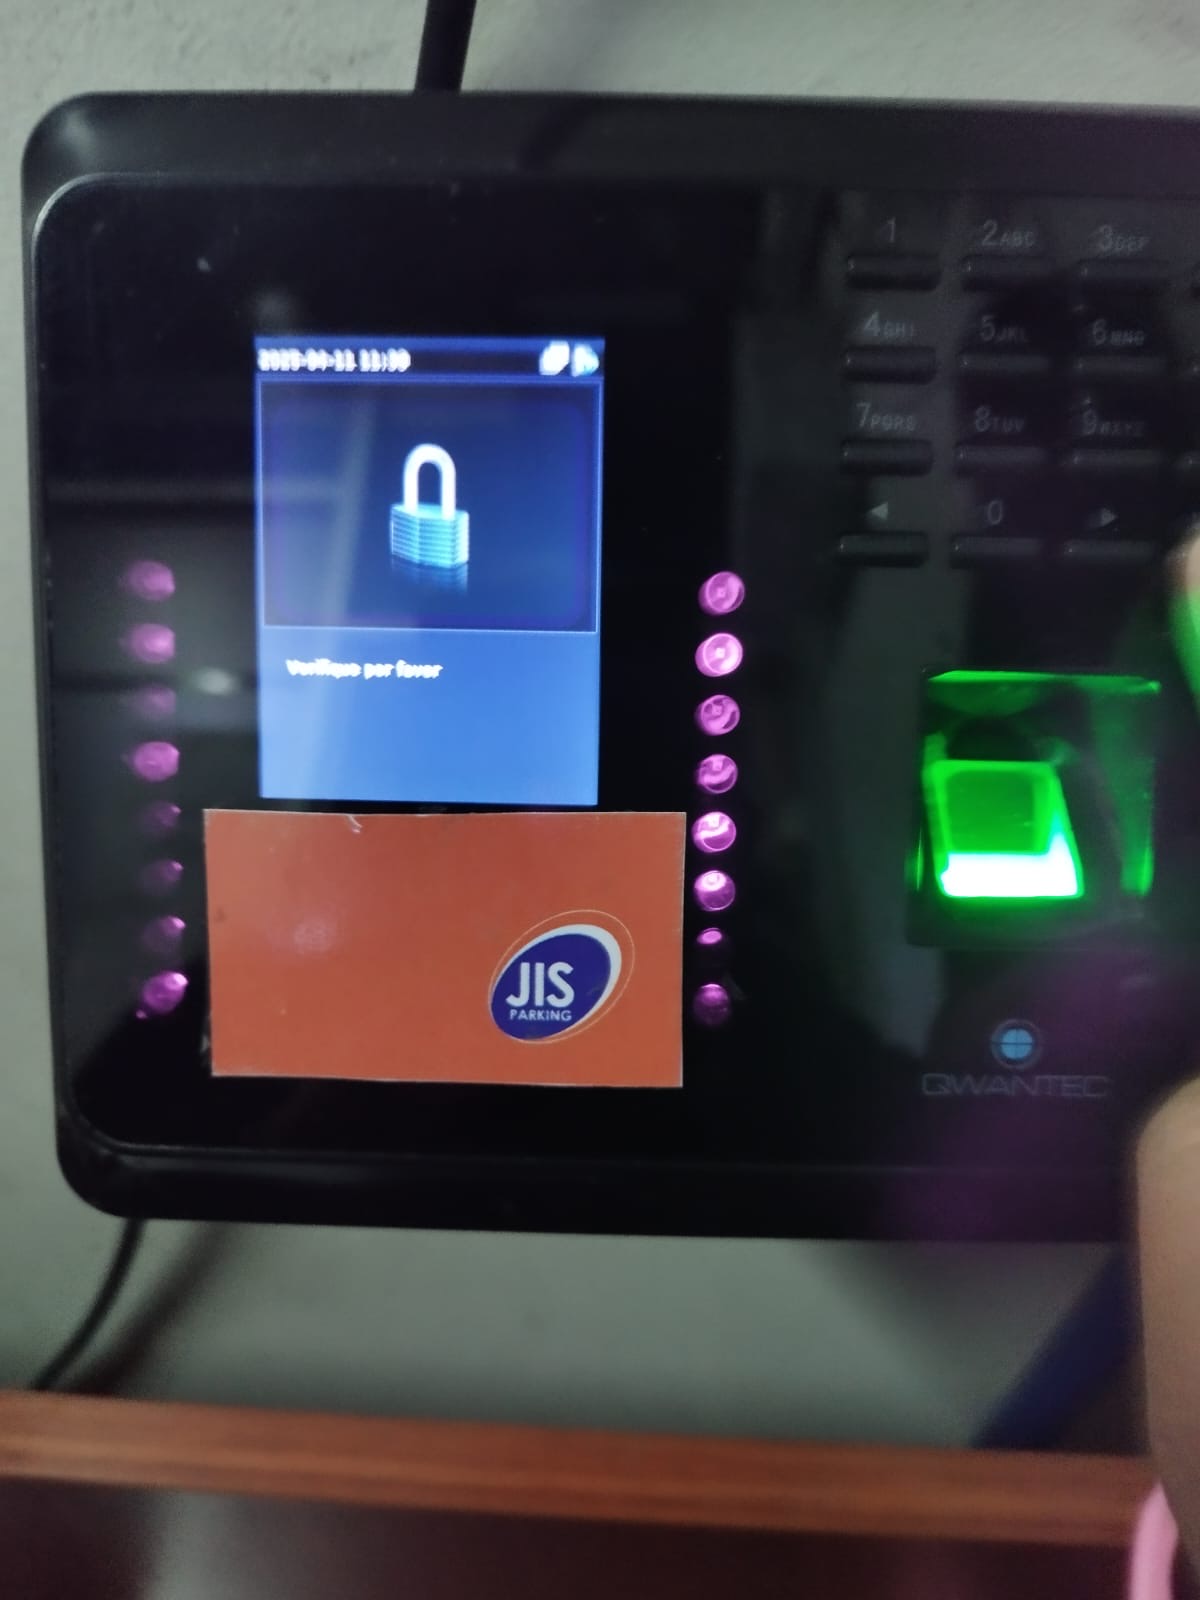 1 2ABC 3DEF
4GHI 5JKL 6MNO
7PQRS 8TUV 9WXYZ
0
Verifique por favor
JIS
PARKING
QWANTEC